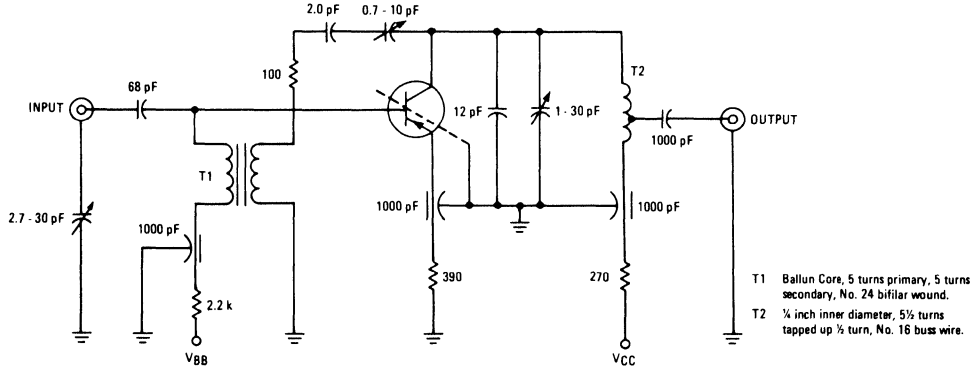 2.0 pF
0.7 - 10 pF
T2
100
68 pF
INPUT
12 pF
1 - 30 pF
OUTPUT
1000 pF
T1
2.7 - 30 pF
1000 pF
1000 pF
1000 pF
390
270
2.2 k
VBB
VCC
T1 Ballun Core, 5 turns primary, 5 turns
secondary, No. 24 bifilar wound.
T2 ¼ inch inner diameter, 5½ turns
tapped up ½ turn, No. 16 buss wire.